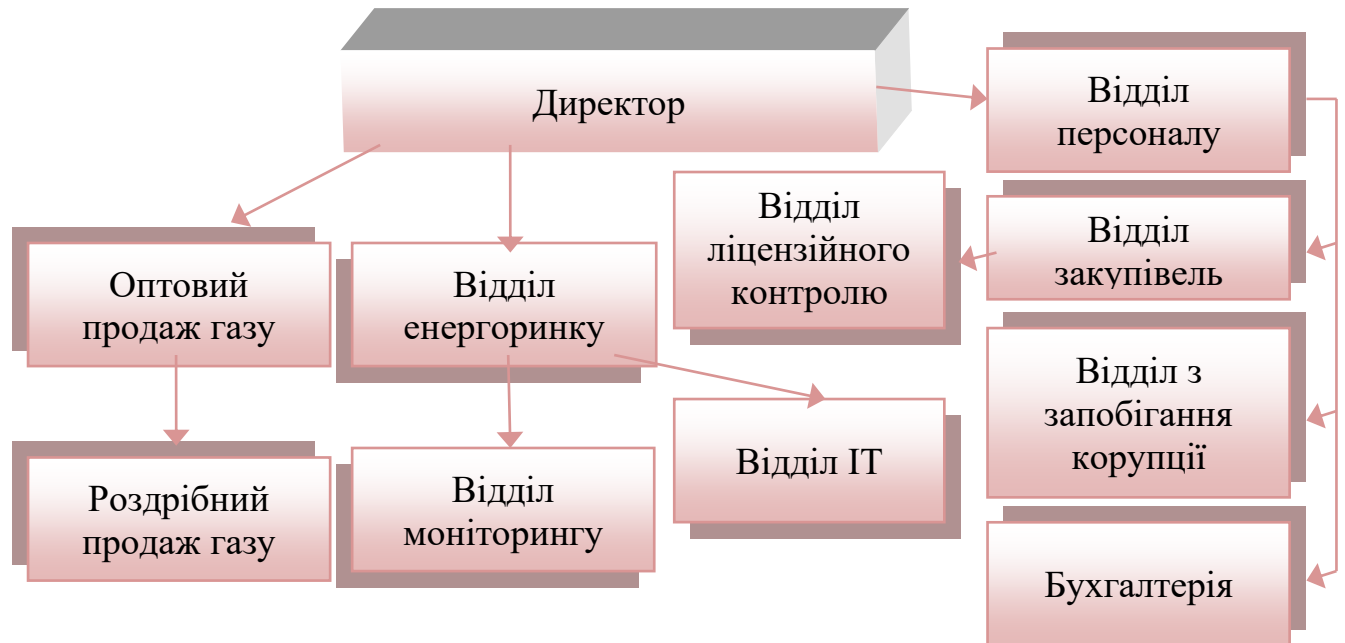 Директор
Відділ
персоналу
Відділ
ліцензійного
контролю
Відділ
закупівель
Оптовий
продаж газу
Відділ
енергоринку
Відділ з
запобігання
корупції
Роздрібний
продаж газу
Відділ
моніторингу
Відділ ІТ
Бухгалтерія